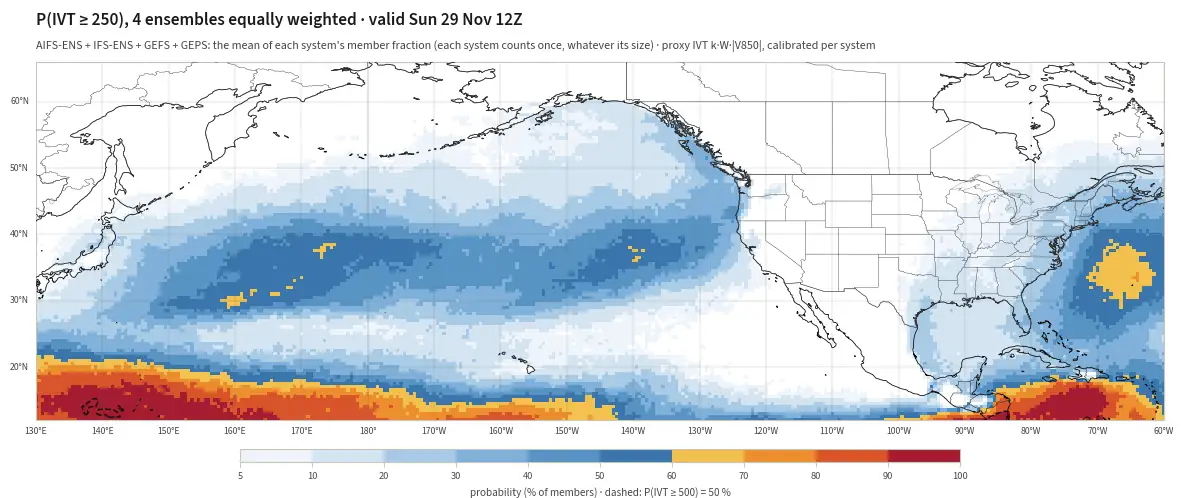 P(IVT ≥ 250), 4 ensembles equally weighted · valid Sun 29 Nov 12Z
AIFS-ENS + IFS-ENS + GEFS + GEPS: the mean of each system's member fraction (each system counts once, whatever its size) · proxy IVT k·W·|V850|, calibrated per system
60°N
50°N
40°N
30°N
20°N
130°E 140°E 150°E 160°E 170°E 180° 170°W 160°W 150°W 140°W 130°W 120°W 110°W 100°W 90°W 80°W 70°W 60°W
5 10 20 30 40 50 60 70 80 90 100
probability (% of members) · dashed: P(IVT ≥ 500) = 50 %